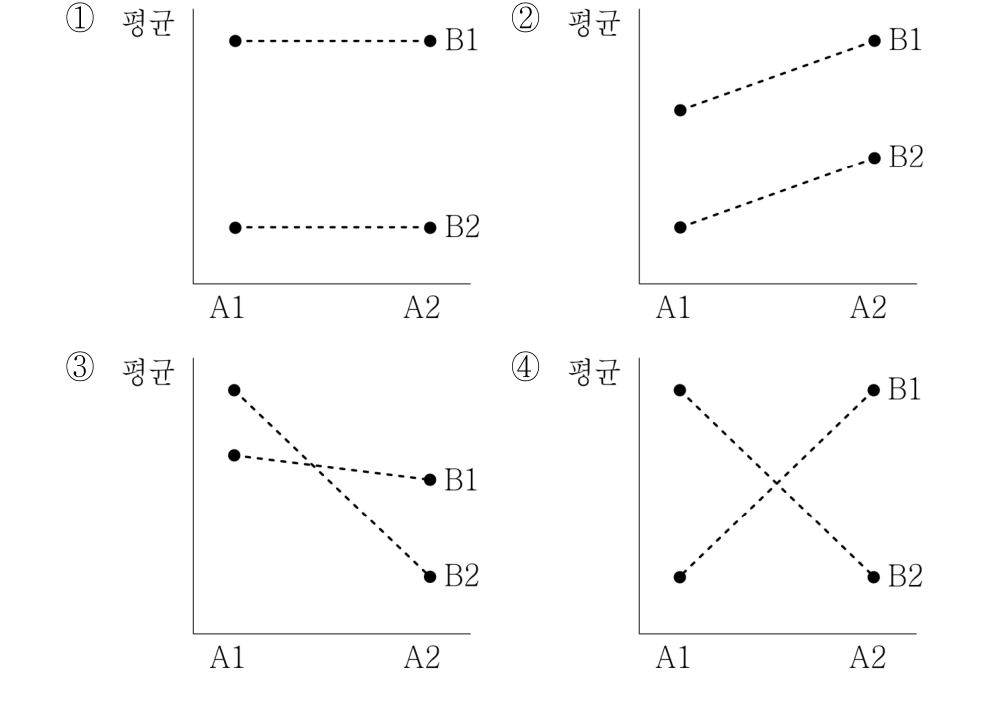 ① 평균 B1 ② 평균 B1
B2
B2
A1 A2 A1 A2
③ 평균 ④ 평균 B1
B1
B2 B2
A1 A2 A1 A2